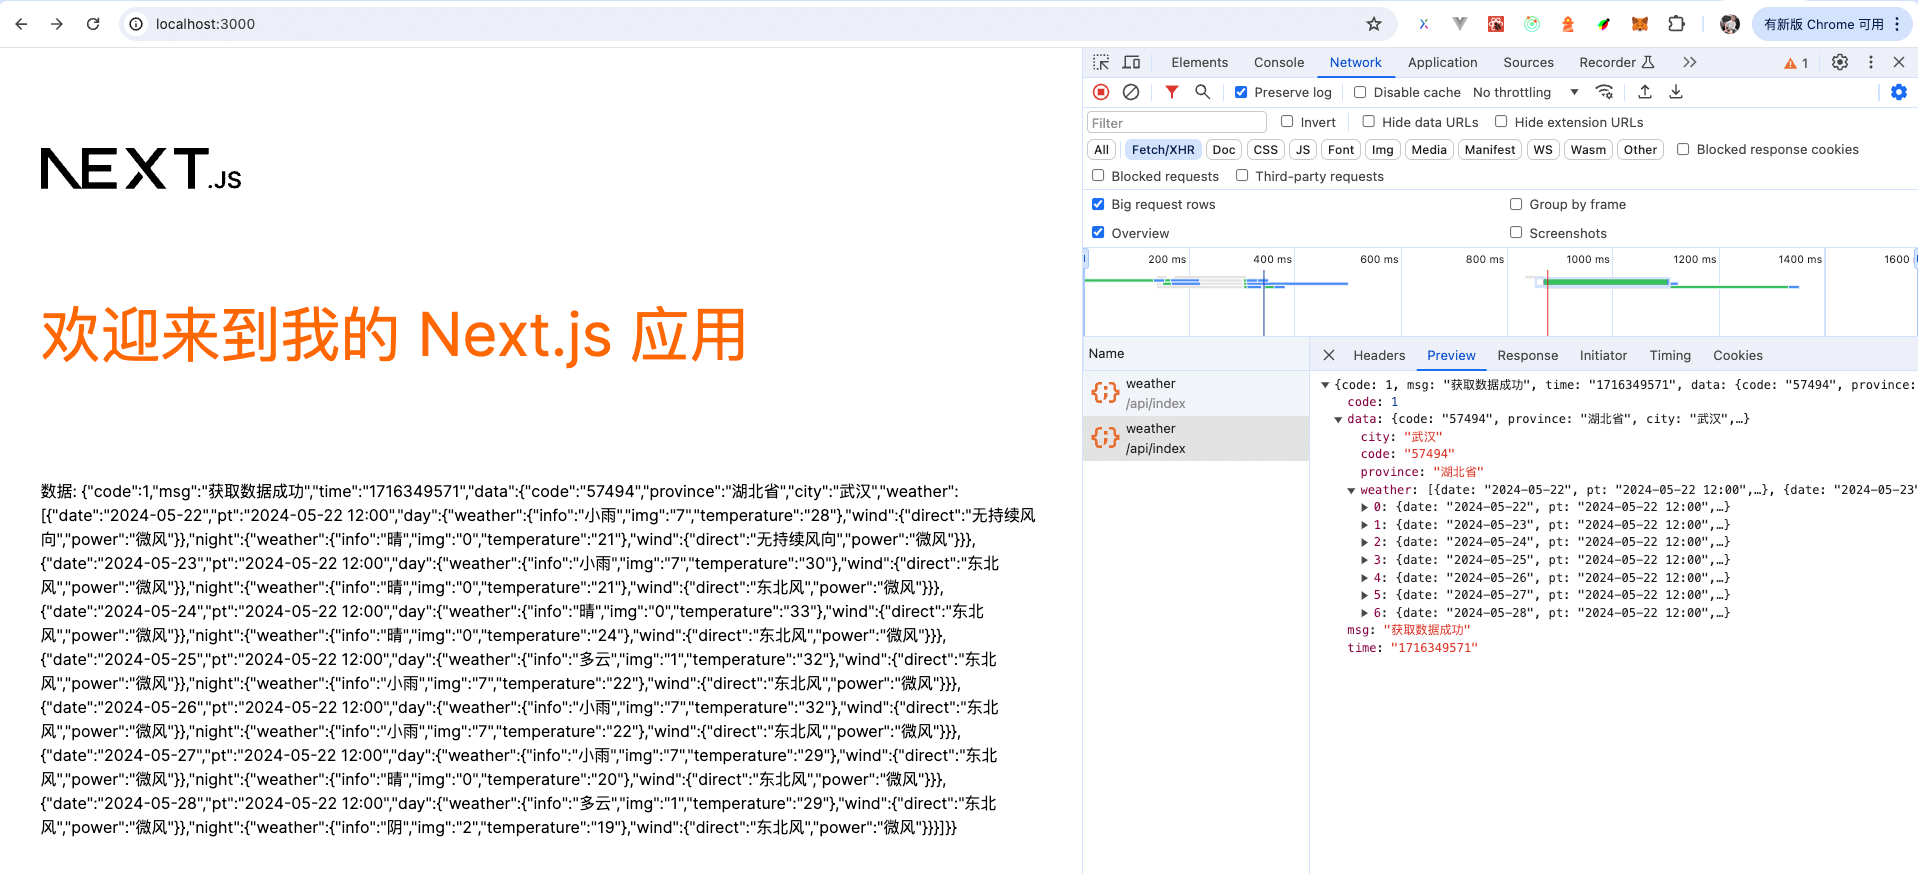 localhost:3000
有新版 Chrome 可用
NEXT.JS
欢迎来到我的 Next.js 应用
数据: {"code":1,"msg":"获取数据成功","time":"1716349571","data":{"code":"57494","province":"湖北省","city":"武汉","weather":
[{"date":"2024-05-22","pt":"2024-05-22 12:00","day":{"weather":{"info":"小雨","img":"7","temperature":"28"},"wind":{"direct":"无持续风
向","power":"微风"}},"night":{"weather":{"info":"晴","img":"0","temperature":"21"},"wind":{"direct":"无持续风向","power":"微风"}}},
{"date":"2024-05-23","pt":"2024-05-22 12:00","day":{"weather":{"info":"小雨","img":"7","temperature":"30"},"wind":{"direct":"东北
风","power":"微风"}},"night":{"weather":{"info":"晴","img":"0","temperature":"21"},"wind":{"direct":"东北风","power":"微风"}}},
{"date":"2024-05-24","pt":"2024-05-22 12:00","day":{"weather":{"info":"晴","img":"0","temperature":"33"},"wind":{"direct":"东北
风","power":"微风"}},"night":{"weather":{"info":"晴","img":"0","temperature":"24"},"wind":{"direct":"东北风","power":"微风"}}},
{"date":"2024-05-25","pt":"2024-05-22 12:00","day":{"weather":{"info":"多云","img":"1","temperature":"32"},"wind":{"direct":"东北
风","power":"微风"}},"night":{"weather":{"info":"小雨","img":"7","temperature":"22"},"wind":{"direct":"东北风","power":"微风"}}},
{"date":"2024-05-26","pt":"2024-05-22 12:00","day":{"weather":{"info":"小雨","img":"7","temperature":"32"},"wind":{"direct":"东北
风","power":"微风"}},"night":{"weather":{"info":"小雨","img":"7","temperature":"22"},"wind":{"direct":"东北风","power":"微风"}}},
{"date":"2024-05-27","pt":"2024-05-22 12:00","day":{"weather":{"info":"小雨","img":"7","temperature":"29"},"wind":{"direct":"东北
风","power":"微风"}},"night":{"weather":{"info":"晴","img":"0","temperature":"20"},"wind":{"direct":"东北风","power":"微风"}}},
{"date":"2024-05-28","pt":"2024-05-22 12:00","day":{"weather":{"info":"多云","img":"1","temperature":"29"},"wind":{"direct":"东北
风","power":"微风"}},"night":{"weather":{"info":"阴","img":"2","temperature":"19"},"wind":{"direct":"东北风","power":"微风"}}}]}}
Elements Console Network Application Sources Recorder 1
Preserve log Disable cache No throttling
Filter Invert Hide data URLs Hide extension URLs
All Fetch/XHR Doc CSS JS Font Img Media Manifest WS Wasm Other Blocked response cookies
Blocked requests Third-party requests
Big request rows Group by frame
Overview Screenshots
200 ms 400 ms 600 ms 800 ms 1000 ms 1200 ms 1400 ms 1600
Name
weather
/api/index
weather
/api/index
Headers Preview Response Initiator Timing Cookies
{code: 1, msg: "获取数据成功", time: "1716349571", data: {code: "57494", province:
code: 1
data: {code: "57494", province: "湖北省", city: "武汉",…}
city: "武汉"
code: "57494"
province: "湖北省"
weather: [{date: "2024-05-22", pt: "2024-05-22 12:00",…}, {date: "2024-05-23"
0: {date: "2024-05-22", pt: "2024-05-22 12:00",…}
1: {date: "2024-05-23", pt: "2024-05-22 12:00",…}
2: {date: "2024-05-24", pt: "2024-05-22 12:00",…}
3: {date: "2024-05-25", pt: "2024-05-22 12:00",…}
4: {date: "2024-05-26", pt: "2024-05-22 12:00",…}
5: {date: "2024-05-27", pt: "2024-05-22 12:00",…}
6: {date: "2024-05-28", pt: "2024-05-22 12:00",…}
msg: "获取数据成功"
time: "1716349571"